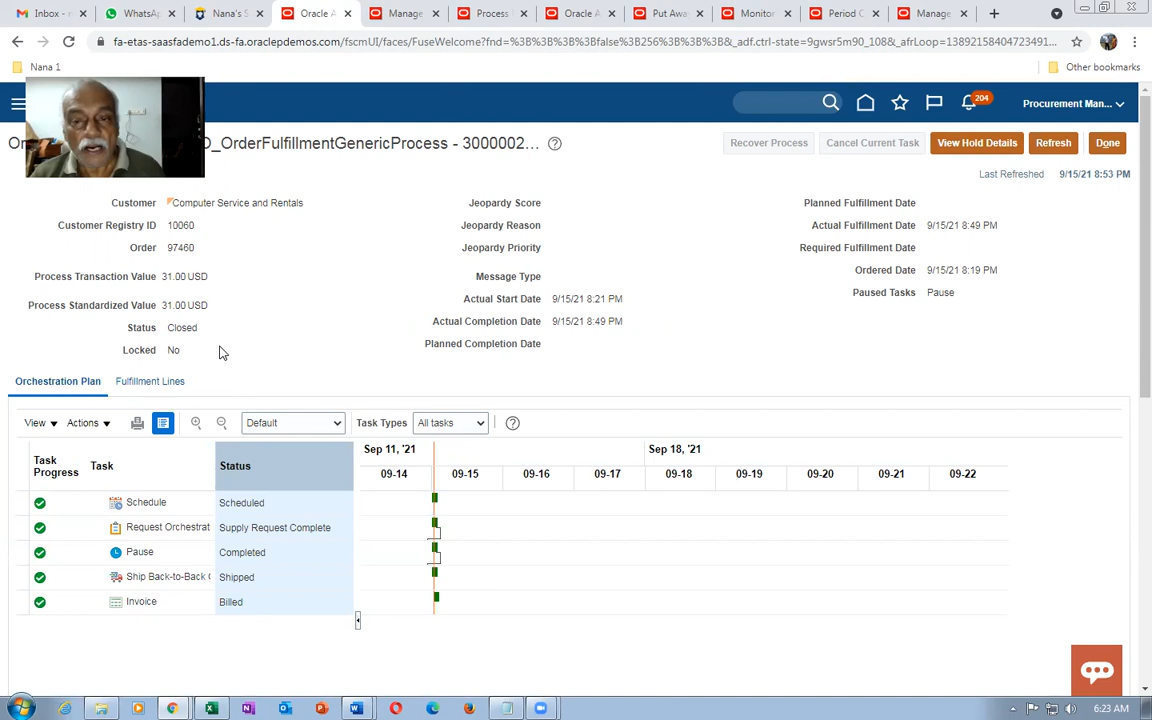 Inbox - n
WhatsAp
Nana's S
Oracle A
Manage
Process
Oracle A
Put Awa
Monitor
Period C
Manage
fa-etas-saasfademo1.ds-fa.oraclepdemos.com/fscmUI/faces/FuseWelcome?fnd=%3B%3B%3B%3Bfalse%3B256%3B%3B%3B&_adf.ctrl-state=9gwsr5m90_108&_afrLoop=13892158404723491...
Nana 1
Other bookmarks
204
Procurement Man...
Or
D_OrderFulfillmentGenericProcess - 3000002...
Recover Process
Cancel Current Task
View Hold Details
Refresh
Done
Last Refreshed 9/15/21 8:53 PM
Customer Computer Service and Rentals
Customer Registry ID 10060
Order 97460
Process Transaction Value 31.00 USD
Process Standardized Value 31.00 USD
Status Closed
Locked No
Jeopardy Score
Jeopardy Reason
Jeopardy Priority
Message Type
Actual Start Date 9/15/21 8:21 PM
Actual Completion Date 9/15/21 8:49 PM
Planned Completion Date
Planned Fulfillment Date
Actual Fulfillment Date 9/15/21 8:49 PM
Required Fulfillment Date
Ordered Date 9/15/21 8:19 PM
Paused Tasks Pause
Orchestration Plan
Fulfillment Lines
View
Actions
Default
Task Types
All tasks
Task Progress
Task
Status
Sep 11, '21
Sep 18, '21
09-14 09-15 09-16 09-17 09-18 09-19 09-20 09-21 09-22
Schedule Scheduled
Request Orchestrat Supply Request Complete
Pause Completed
Ship Back-to-Back Shipped
Invoice Billed
6:23 AM